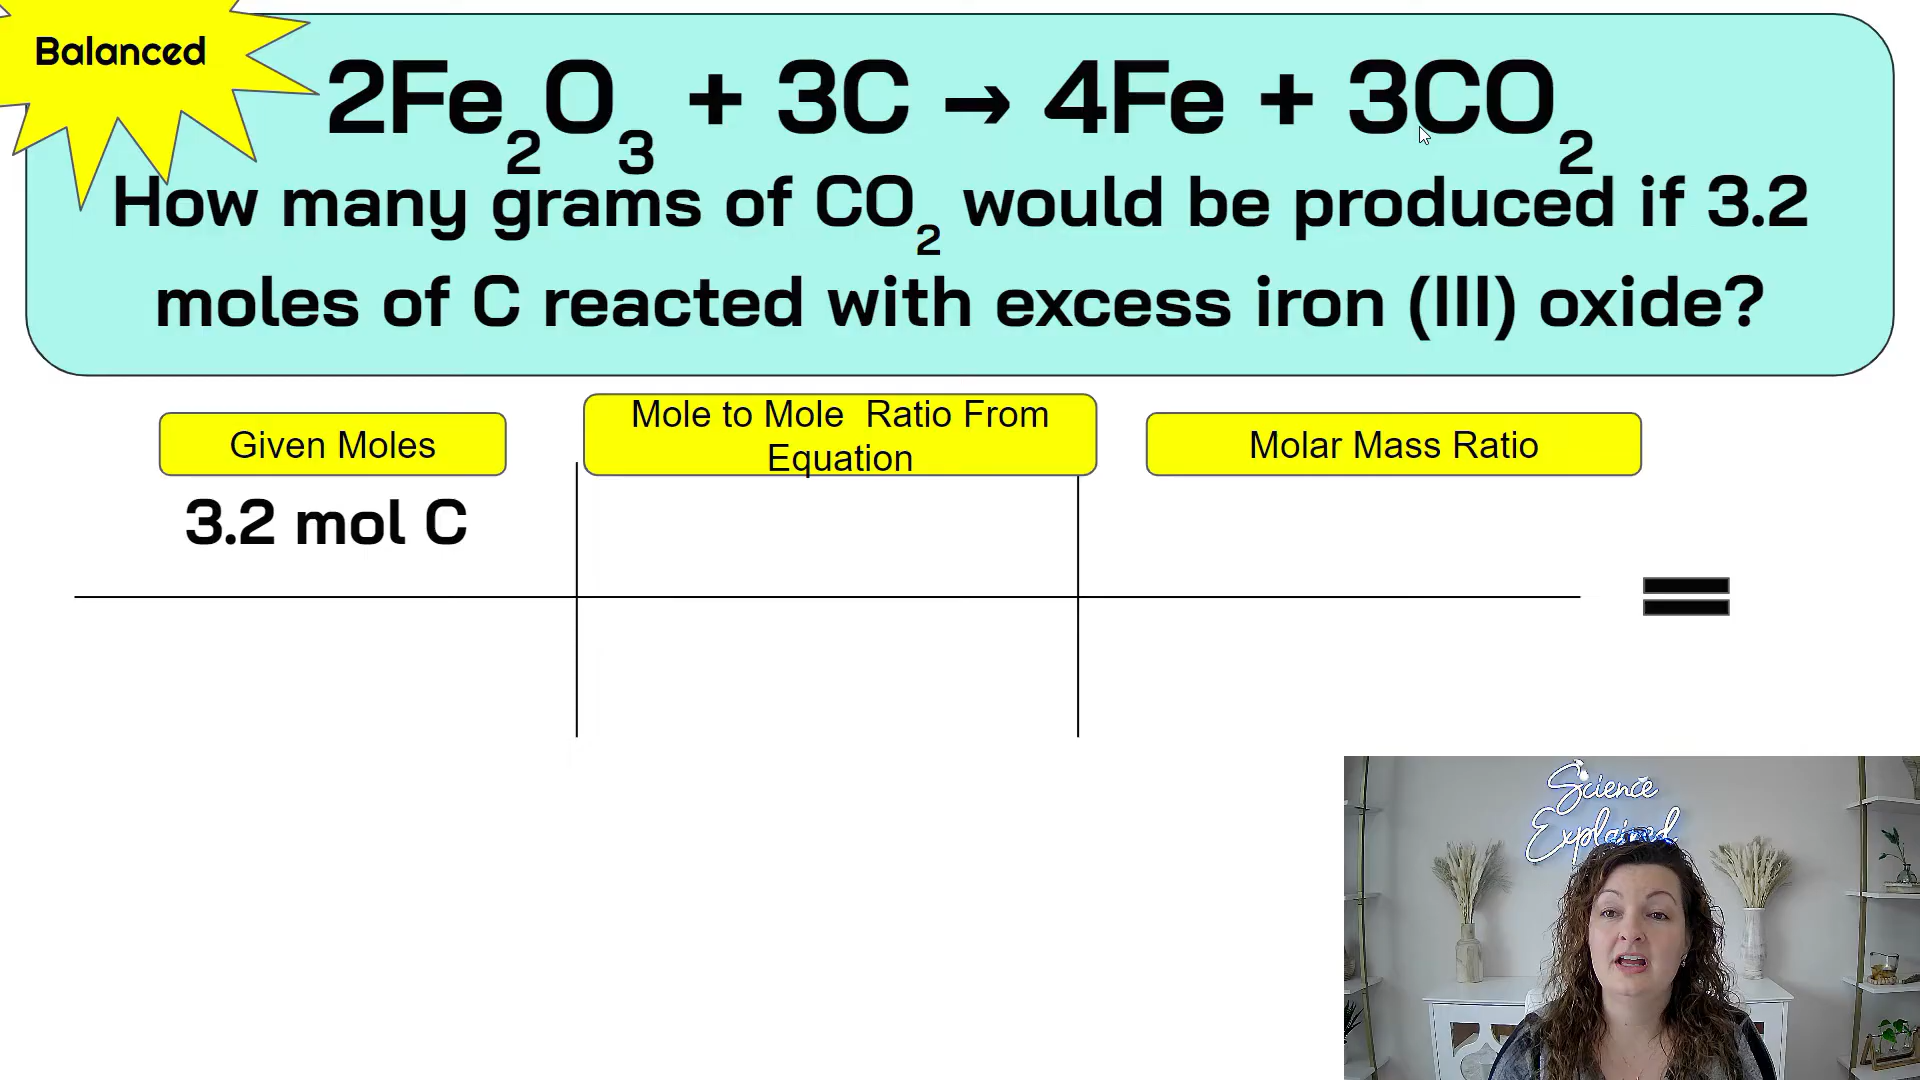 Balanced
2Fe₂O₃ + 3C → 4Fe + 3CO₂
How many grams of CO₂ would be produced if 3.2
moles of C reacted with excess iron (III) oxide?
Given Moles
Mole to Mole Ratio From
Equation
Molar Mass Ratio
3.2 mol C
=
Science
Explained